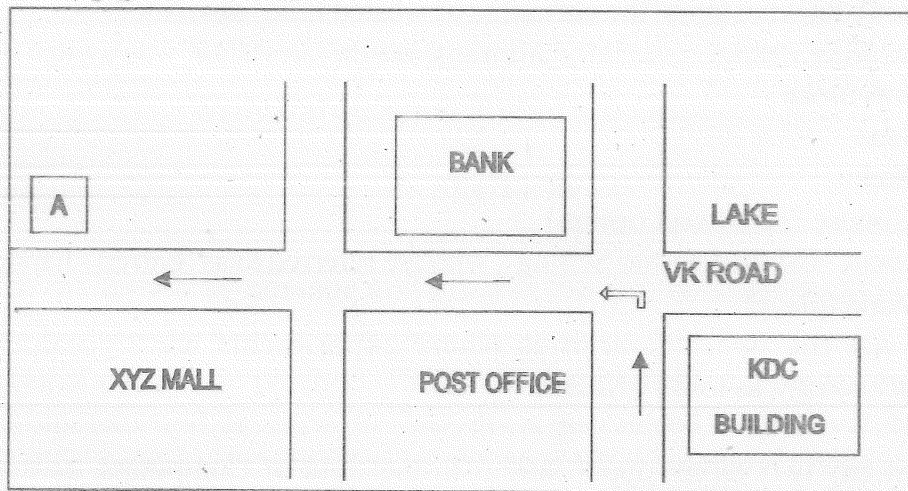 BANK
A
LAKE
VK ROAD
XYZ MALL
POST OFFICE
KDC
BUILDING